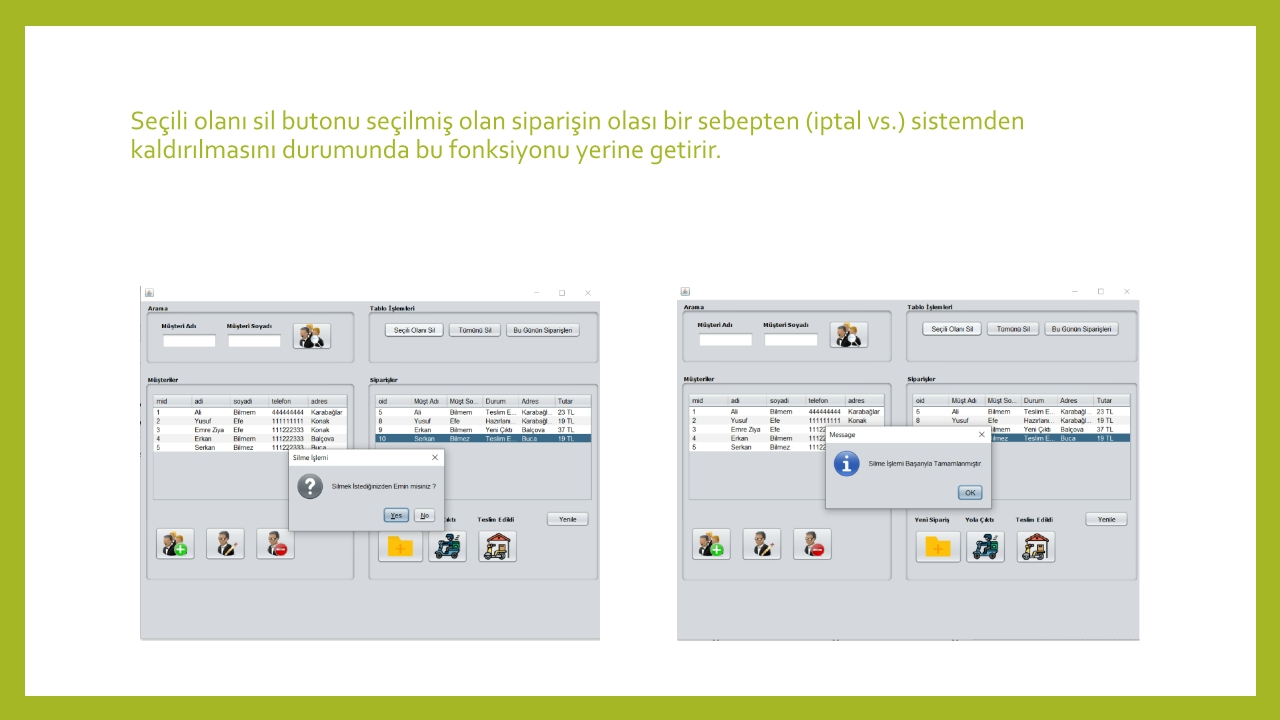 Seçili olanı sil butonu seçilmiş olan siparişin olası bir sebepten (iptal vs.) sistemden
kaldırılmasını durumunda bu fonksiyonu yerine getirir.
Arama
Müşteri Adı Müşteri Soyadı
Tablo İşlemleri
Seçili Olanı Sil Tümünü Sil Bu Günün Siparişleri
Müşteriler
mid adi soyadi telefon adres
1 Ali Bilmem 444444444 Karabağlar
2 Yusuf Efe 111111111 Konak
3 Emre Ziya Efe 111222333 Konak
4 Erkan Bilmem 111222333 Balçova
5 Serkan Bilmez 111222333 Buca
Siparişler
oid Müşt Adı Müşt So... Durum Adres Tutar
5 Ali Bilmem Teslim E... Karabağl... 23 TL
8 Yusuf Efe Hazırlan... Karabağl... 19 TL
9 Erkan Bilmem Yeni Çıktı Balçova 37 TL
10 Serkan Bilmez Teslim E... Buca 19 TL
Silme İşlemi
Silmek İstediğinizden Emin misiniz ?
Yes No
Çıktı Teslim Edildi Yenile
Arama
Müşteri Adı Müşteri Soyadı
Tablo İşlemleri
Seçili Olanı Sil Tümünü Sil Bu Günün Siparişleri
Müşteriler
mid adi soyadi telefon adres
1 Ali Bilmem 444444444 Karabağlar
2 Yusuf Efe 111111111 Konak
3 Emre Ziya Efe 11122
4 Erkan Bilmem 11122
5 Serkan Bilmez 11122
Siparişler
oid Müşt Adı Müşt So... Durum Adres Tutar
5 Ali Bilmem Teslim E... Karabağl... 23 TL
8 Yusuf Efe Hazırlan... Karabağl... 19 TL
Bilmem Yeni Çıktı Balçova 37 TL
Bilmez Teslim E... Buca 19 TL
Message
Silme İşlemi Başarıyla Tamamlanmıştır
OK
Yeni Sipariş Yola Çıktı Teslim Edildi Yenile